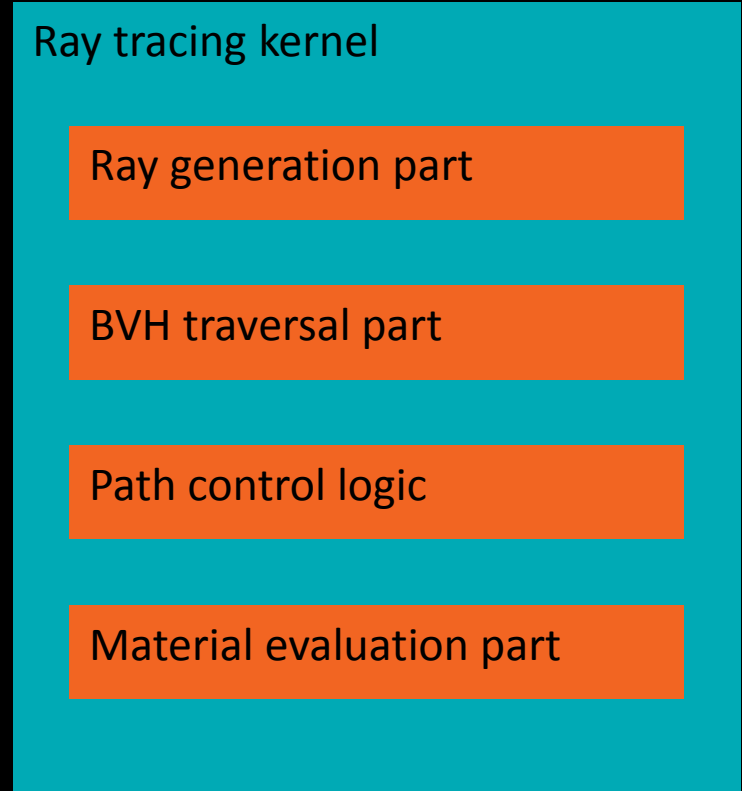 Ray tracing kernel
Ray generation part
BVH traversal part
Path control logic
Material evaluation part